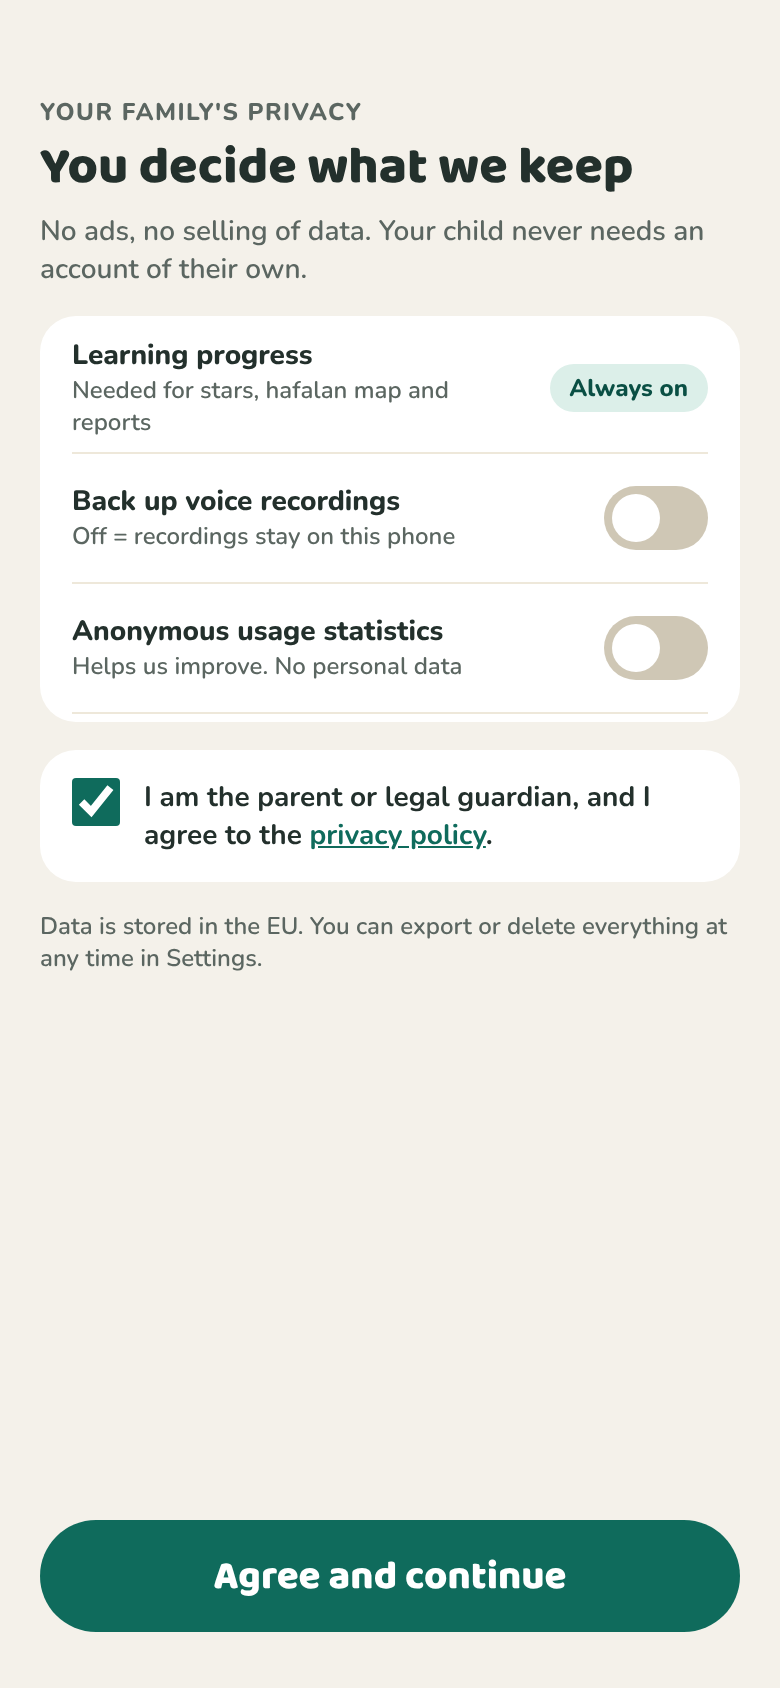 YOUR FAMILY'S PRIVACY
You decide what we keep
No ads, no selling of data. Your child never needs an
account of their own.
Learning progress
Needed for stars, hafalan map and
reports
Always on
Back up voice recordings
Off = recordings stay on this phone
Anonymous usage statistics
Helps us improve. No personal data
I am the parent or legal guardian, and I
agree to the privacy policy.
Data is stored in the EU. You can export or delete everything at
any time in Settings.
Agree and continue